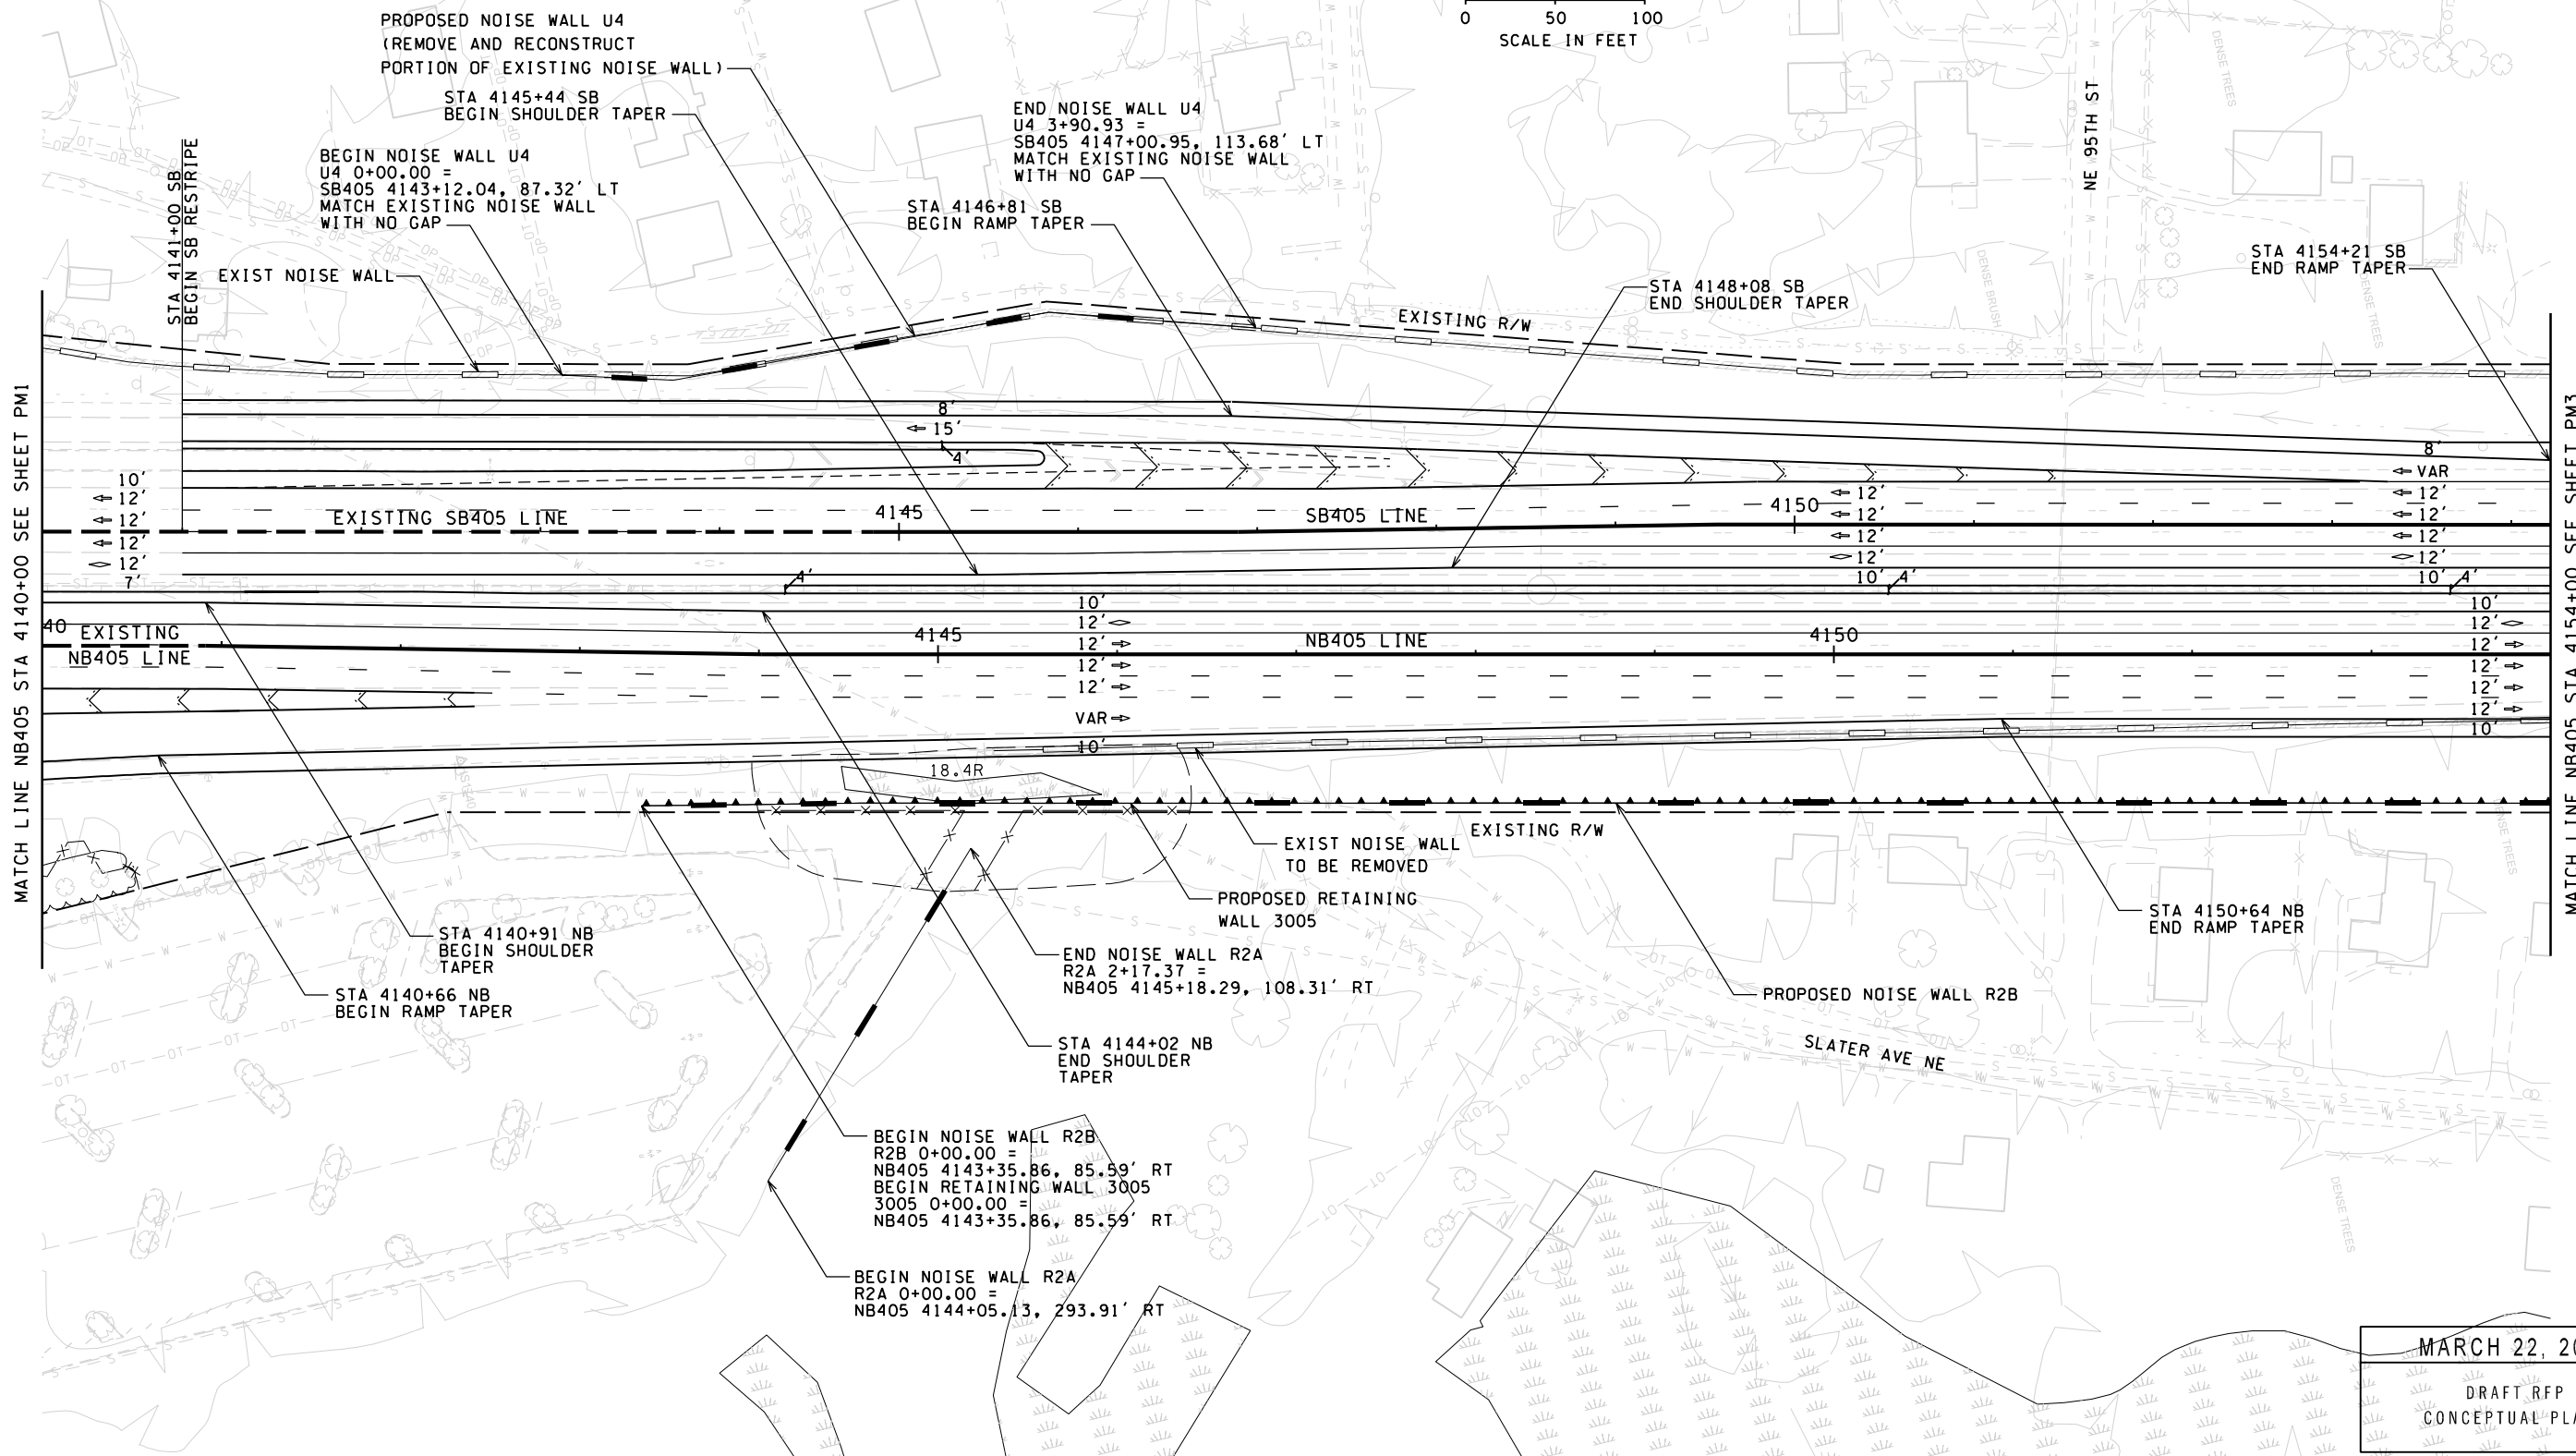 PROPOSED NOISE WALL U4
(REMOVE AND RECONSTRUCT
PORTION OF EXISTING NOISE WALL)
STA 4145+44 SB
BEGIN SHOULDER TAPER
BEGIN NOISE WALL U4
U4 0+00.00 =
SB405 4143+12.04, 87.32' LT
MATCH EXISTING NOISE WALL
WITH NO GAP
EXIST NOISE WALL
STA 4141+00 SB
BEGIN SB RESTRIPE
0 50 100
SCALE IN FEET
END NOISE WALL U4
U4 3+90.93 =
SB405 4147+00.95, 113.68' LT
MATCH EXISTING NOISE WALL
WITH NO GAP
STA 4146+81 SB
BEGIN RAMP TAPER
NE 95TH ST
DENSE TREES
DENSE BRUSH
DENSE TREES
STA 4154+21 SB
END RAMP TAPER
STA 4148+08 SB
END SHOULDER TAPER
EXISTING R/W
MATCH LINE NB405 STA 4140+00 SEE SHEET PM1
MATCH LINE NB405 STA 4154+00 SEE SHEET PM3
8'
15'
4'
8'
VAR
10'
12'
12'
12'
12'
7'
EXISTING SB405 LINE
4145
SB405 LINE
4150
12'
12'
12'
12'
10' 4'
12'
12'
12'
12'
10' 4'
4'
40 EXISTING
NB405 LINE
4145
NB405 LINE
4150
10'
12'
12'
12'
12'
VAR
10'
10'
12'
12'
12'
12'
12'
10'
18.4R
EXISTING R/W
EXIST NOISE WALL
TO BE REMOVED
PROPOSED RETAINING
WALL 3005
STA 4140+91 NB
BEGIN SHOULDER
TAPER
STA 4140+66 NB
BEGIN RAMP TAPER
END NOISE WALL R2A
R2A 2+17.37 =
NB405 4145+18.29, 108.31' RT
STA 4144+02 NB
END SHOULDER
TAPER
STA 4150+64 NB
END RAMP TAPER
PROPOSED NOISE WALL R2B
SLATER AVE NE
DENSE TREES
DENSE TREES
BEGIN NOISE WALL R2B
R2B 0+00.00 =
NB405 4143+35.86, 85.59' RT
BEGIN RETAINING WALL 3005
3005 0+00.00 =
NB405 4143+35.86, 85.59' RT
BEGIN NOISE WALL R2A
R2A 0+00.00 =
NB405 4144+05.13, 293.91' RT
MARCH 22, 20
DRAFT RFP
CONCEPTUAL PLA